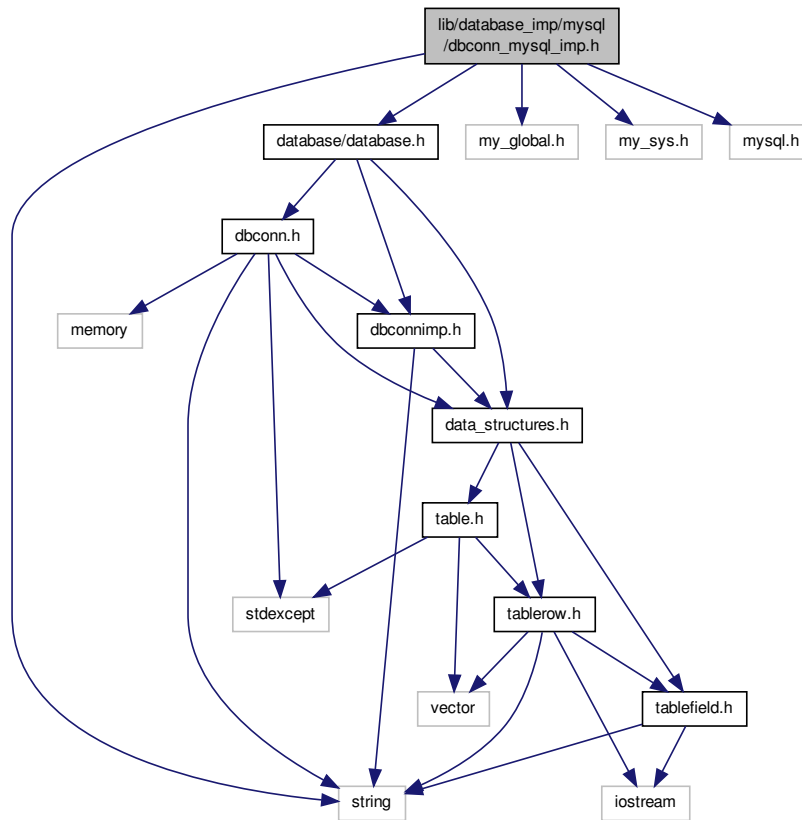 lib/database_imp/mysql
/dbconn_mysql_imp.h
database/database.h
my_global.h
my_sys.h
mysql.h
dbconn.h
memory
dbconnimp.h
data_structures.h
table.h
stdexcept
tablerow.h
vector
tablefield.h
string
iostream